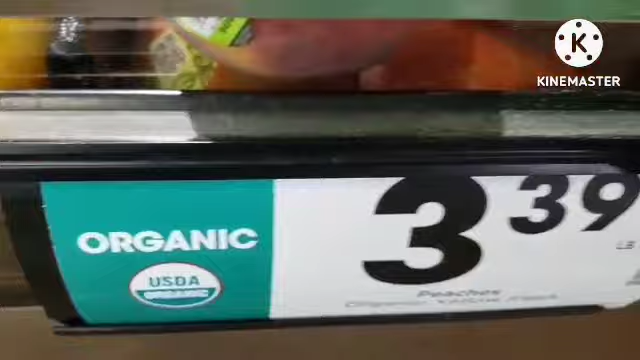 KINEMASTER
ORGANIC
USDA
ORGANIC
3 39
LB
Peaches